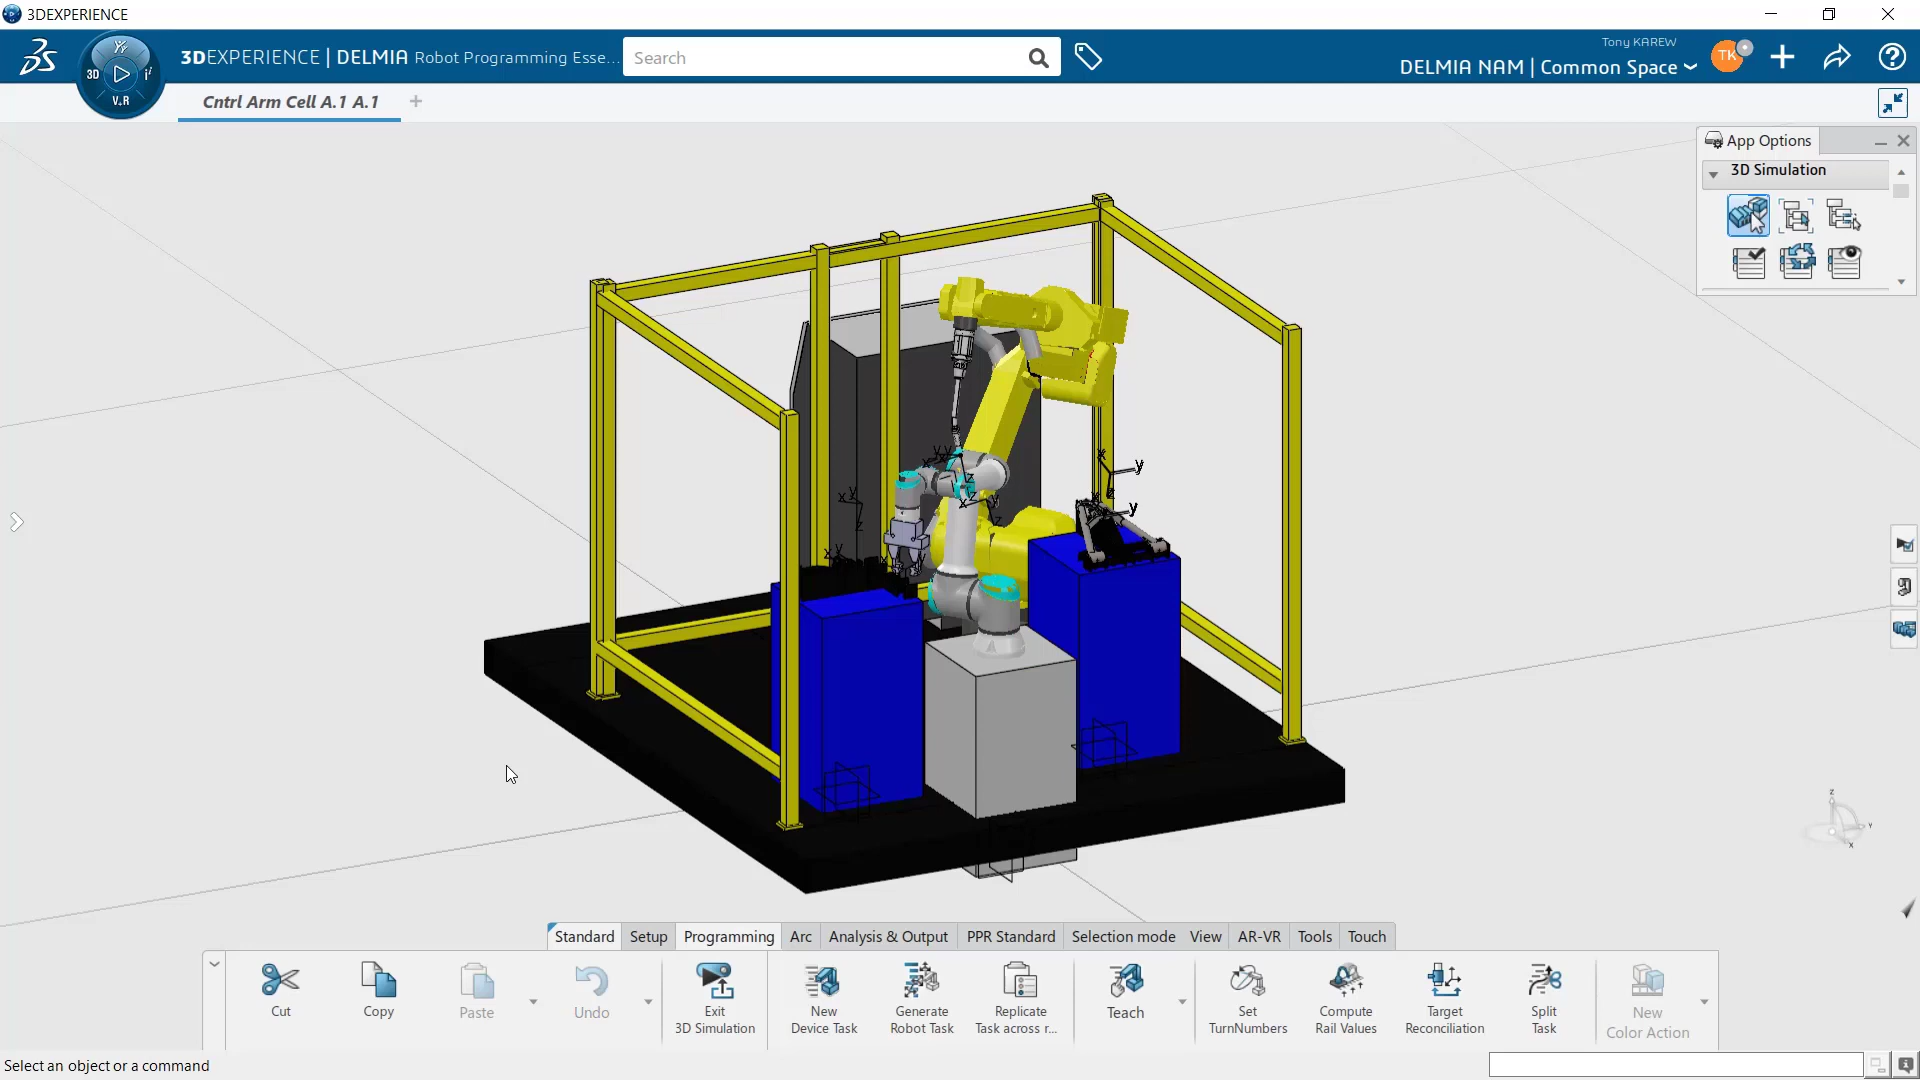 3DEXPERIENCE
3DEXPERIENCE | DELMIA Robot Programming Esse...
Search
Tony KAREW
DELMIA NAM | Common Space
TK
3D
V.R
Cntrl Arm Cell A.1 A.1
App Options
3D Simulation
Standard
Setup
Programming
Arc
Analysis & Output
PPR Standard
Selection mode
View
AR-VR
Tools
Touch
Cut
Copy
Paste
Undo
Exit
3D Simulation
New
Device Task
Generate
Robot Task
Replicate
Task across r...
Teach
Set
TurnNumbers
Compute
Rail Values
Target
Reconciliation
Split
Task
New
Color Action
Select an object or a command